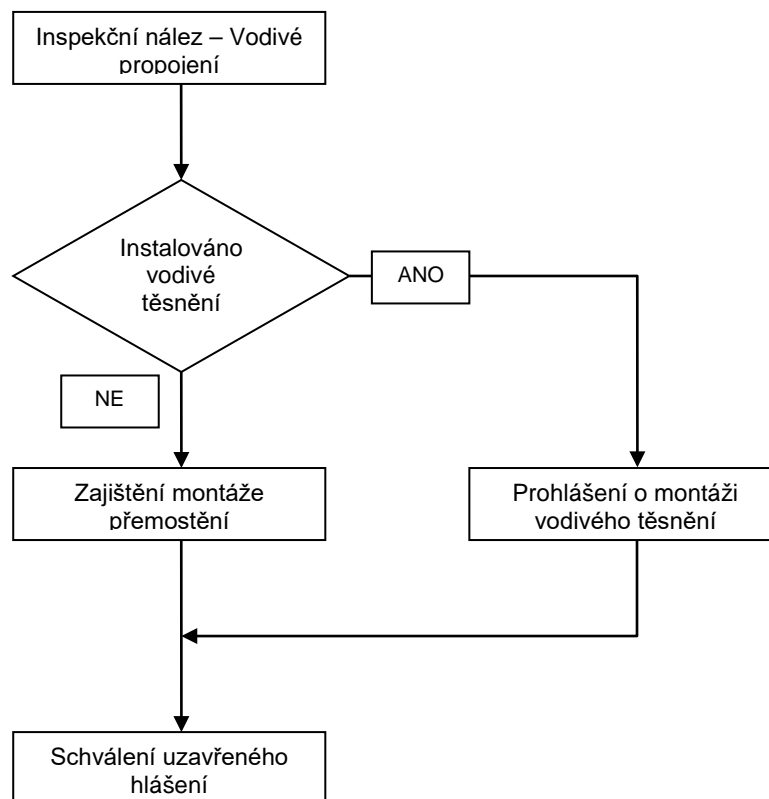 Inspekční nález – Vodivé
propojení
Instalováno
vodivé
těsnění
ANO
NE
Zajištění montáže
přemostění
Prohlášení o montáži
vodivého těsnění
Schválení uzavřeného
hlášení